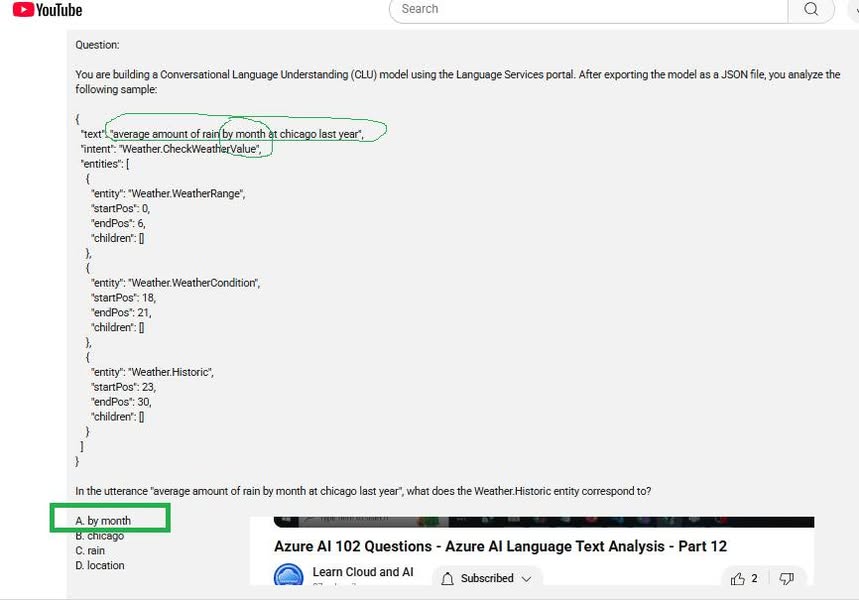 YouTube
Search
Question:
You are building a Conversational Language Understanding (CLU) model using the Language Services portal. After exporting the model as a JSON file, you analyze the
following sample:
{
"text": "average amount of rain by month at chicago last year",
"intent": "Weather.CheckWeatherValue",
"entities": [
{
"entity": "Weather.WeatherRange",
"startPos": 0,
"endPos": 6,
"children": []
},
{
"entity": "Weather.WeatherCondition",
"startPos": 18,
"endPos": 21,
"children": []
},
{
"entity": "Weather.Historic",
"startPos": 23,
"endPos": 30,
"children": []
}
]
}
In the utterance "average amount of rain by month at chicago last year", what does the Weather.Historic entity correspond to?
A. by month
B. chicago
C. rain
D. location
Azure AI 102 Questions - Azure AI Language Text Analysis - Part 12
Learn Cloud and AI
Subscribed
2